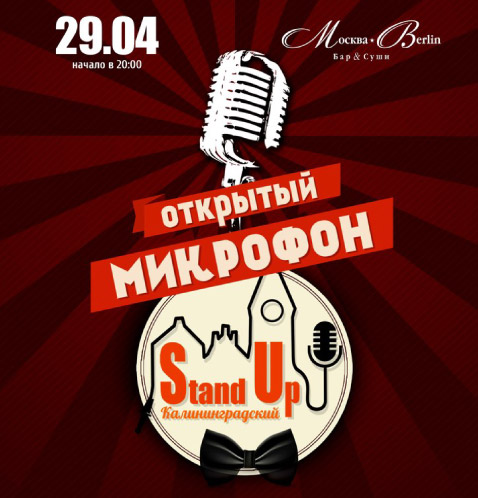 29.04
начало в 20:00
Москва • Berlin
Бар & Суши
ОТКРЫТЫЙ
МИКРОФОН
Stand Up
Калининградский